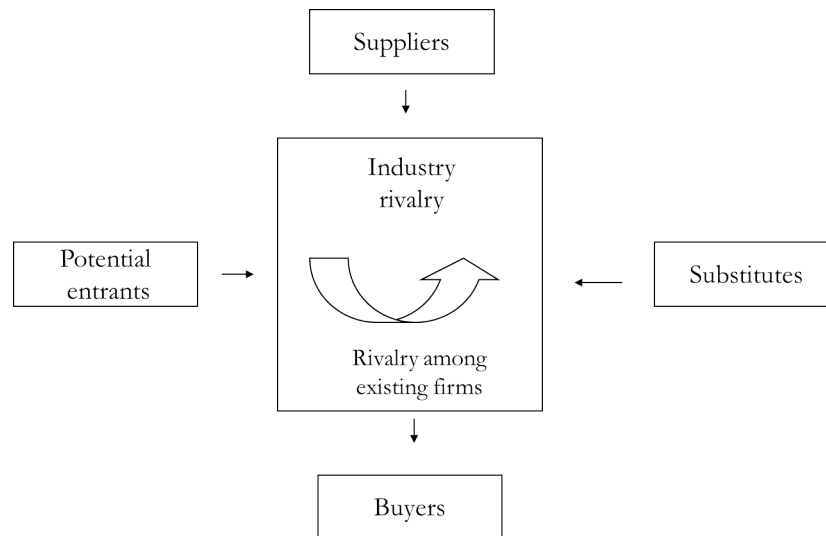 Suppliers
Industry
rivalry
Potential
entrants
Substitutes
Rivalry among
existing firms
Buyers